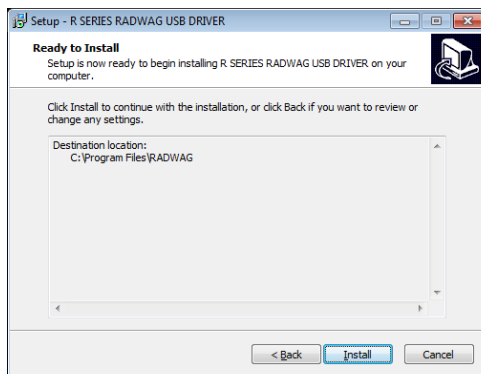 Setup - R SERIES RADWAG USB DRIVER
Ready to Install
Setup is now ready to begin installing R SERIES RADWAG USB DRIVER on your
computer.
Click Install to continue with the installation, or click Back if you want to review or
change any settings.
Destination location:
C:\Program Files\RADWAG
< Back
Install
Cancel